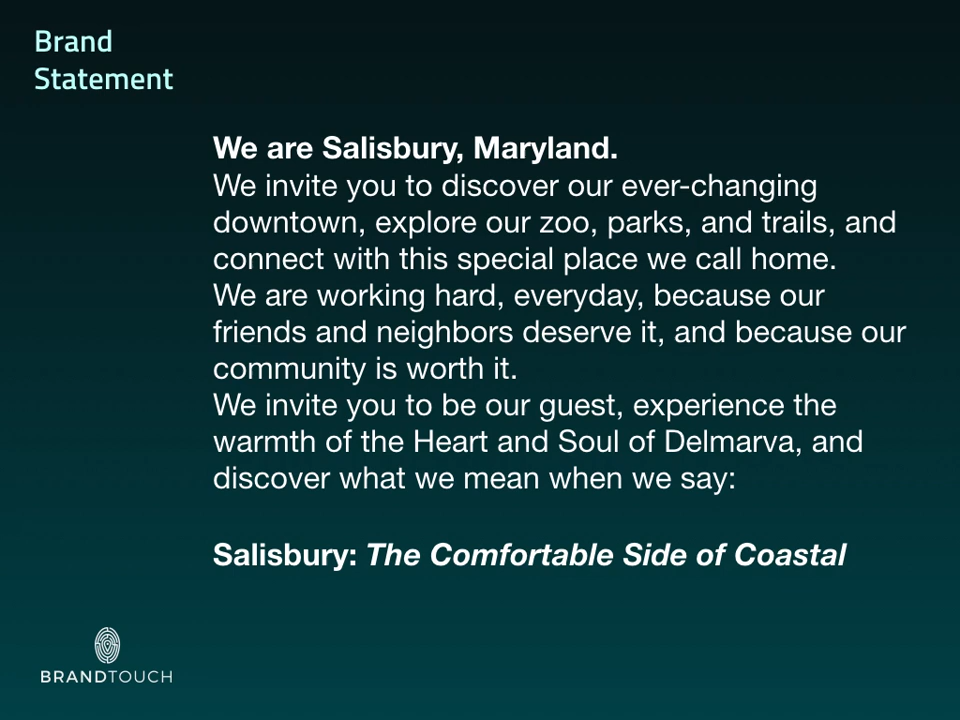 Brand
Statement
We are Salisbury, Maryland.
We invite you to discover our ever-changing
downtown, explore our zoo, parks, and trails, and
connect with this special place we call home.
We are working hard, everyday, because our
friends and neighbors deserve it, and because our
community is worth it.
We invite you to be our guest, experience the
warmth of the Heart and Soul of Delmarva, and
discover what we mean when we say:
Salisbury: The Comfortable Side of Coastal
BRANDTOUCH